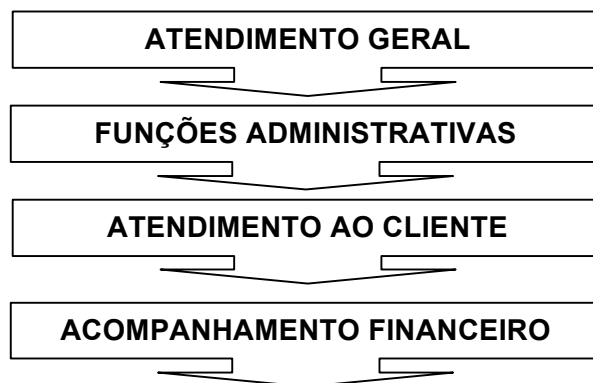 ATENDIMENTO GERAL
FUNÇÕES ADMINISTRATIVAS
ATENDIMENTO AO CLIENTE
ACOMPANHAMENTO FINANCEIRO